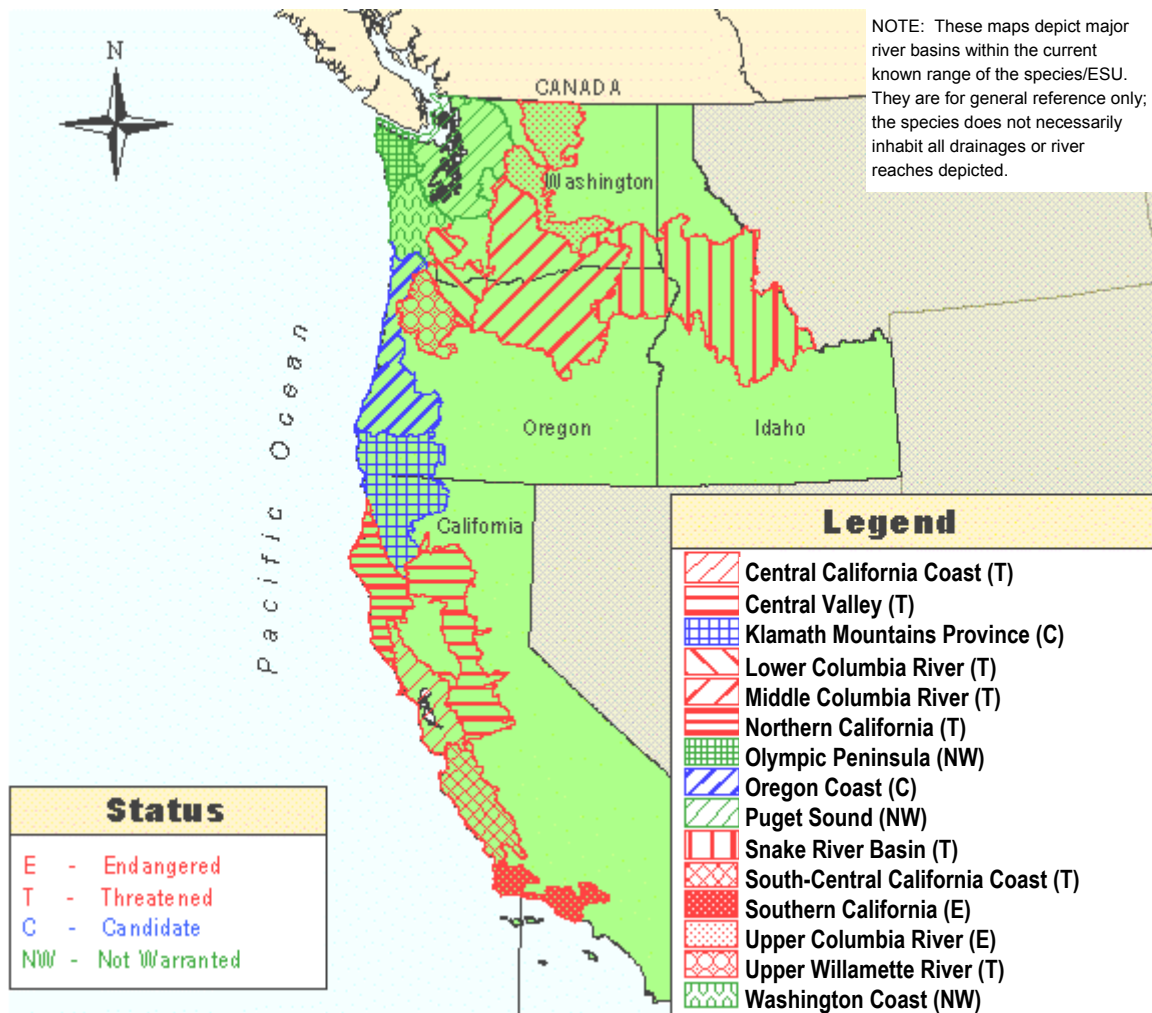 NOTE: These maps depict major
river basins within the current
known range of the species/ESU.
They are for general reference only;
the species does not necessarily
inhabit all drainages or river
reaches depicted.
N
CANADA
Washington
Pacific Ocean
Oregon
Idaho
California
Legend
Central California Coast (T)
Central Valley (T)
Klamath Mountains Province (C)
Lower Columbia River (T)
Middle Columbia River (T)
Northern California (T)
Olympic Peninsula (NW)
Oregon Coast (C)
Puget Sound (NW)
Snake River Basin (T)
South-Central California Coast (T)
Southern California (E)
Upper Columbia River (E)
Upper Willamette River (T)
Washington Coast (NW)
Status
E - Endangered
T - Threatened
C - Candidate
NW - Not Warranted